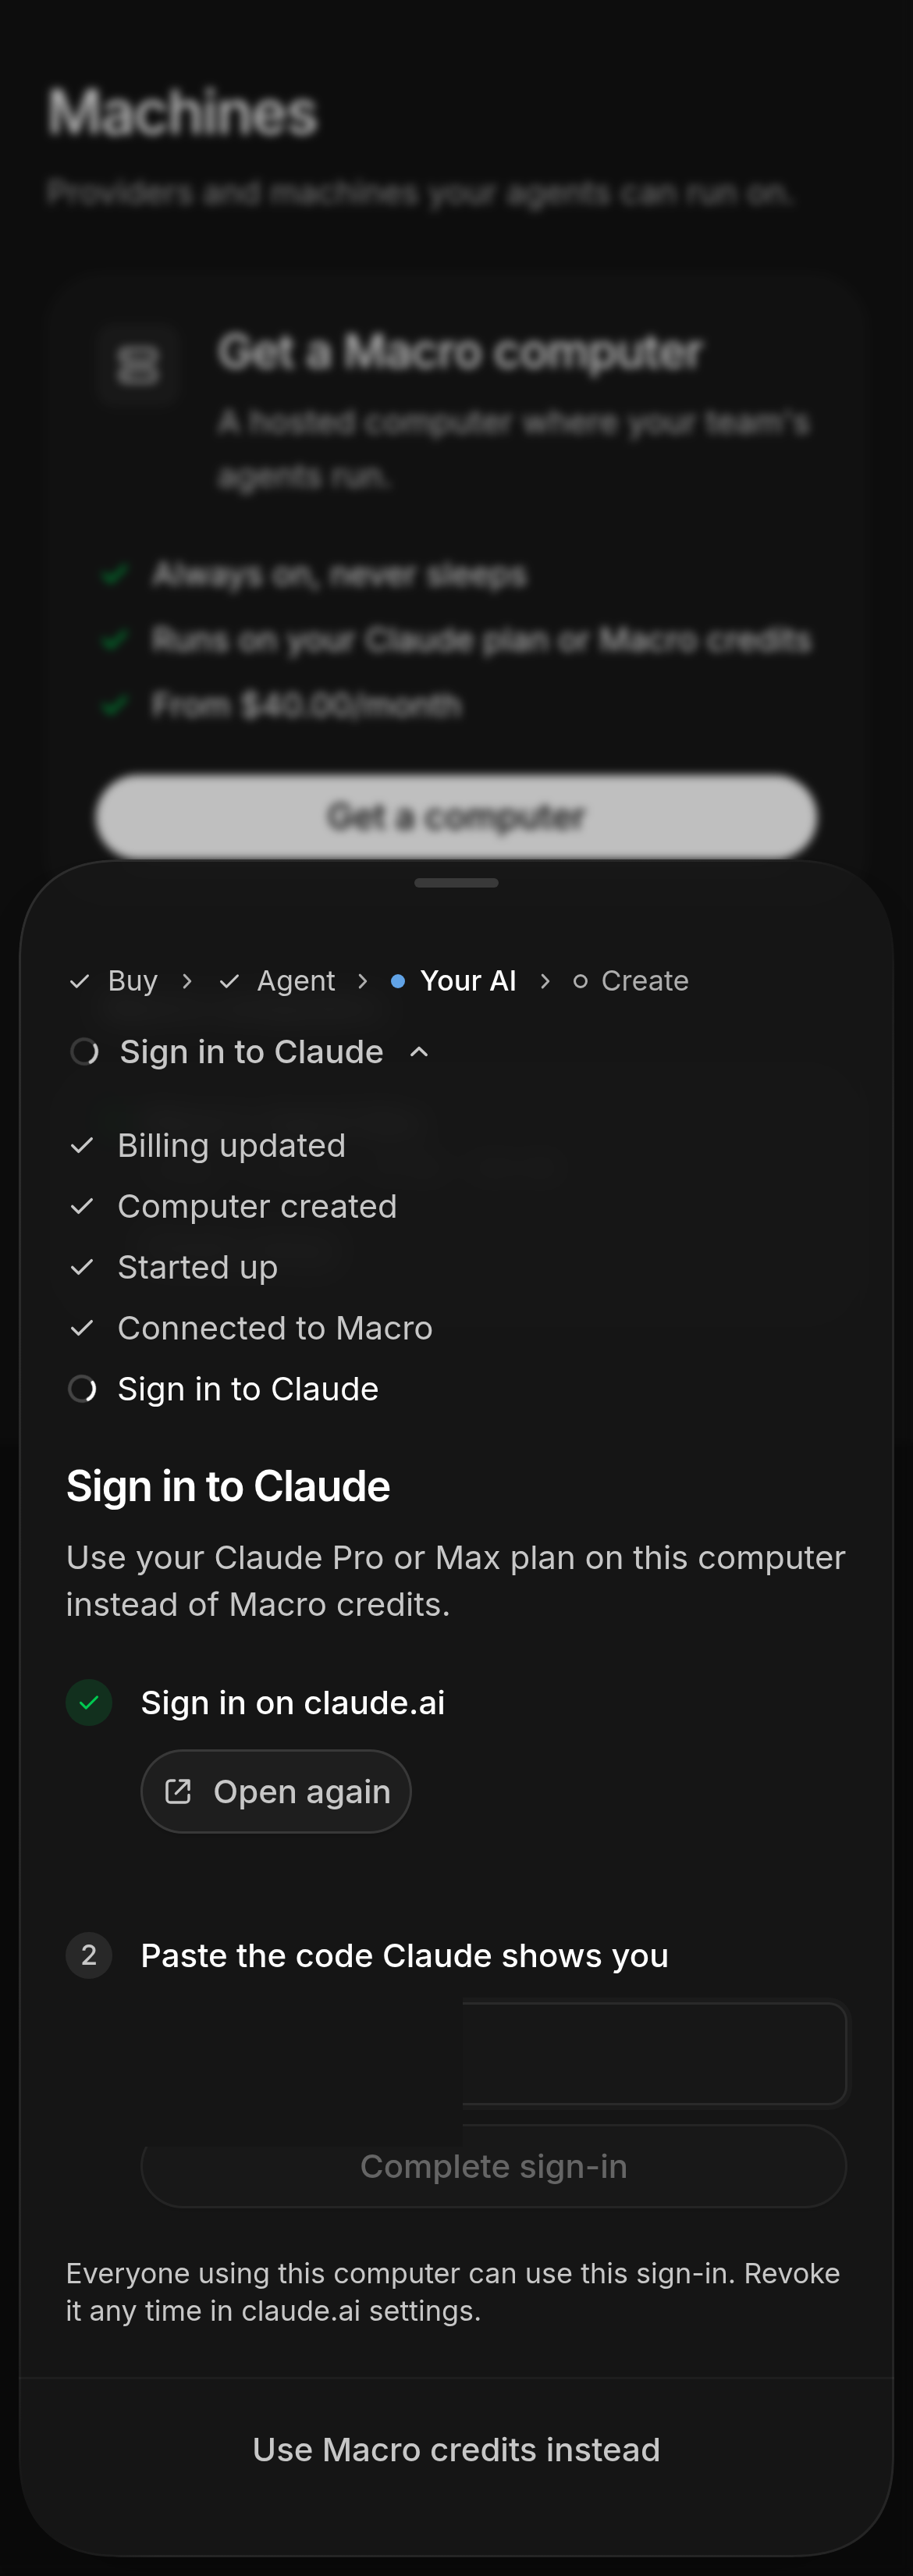 Machines
Providers and machines your agents can run on.
Get a Macro computer
A hosted computer where your team's
agents run.
Always on, never sleeps
Runs on your Claude plan or Macro credits
From $40.00/month
Get a computer
Buy > Agent > Your AI > Create
Sign in to Claude
Billing updated
Computer created
Started up
Connected to Macro
Sign in to Claude
Sign in to Claude
Use your Claude Pro or Max plan on this computer
instead of Macro credits.
Sign in on claude.ai
Open again
2 Paste the code Claude shows you
Complete sign-in
Everyone using this computer can use this sign-in. Revoke
it any time in claude.ai settings.
Use Macro credits instead